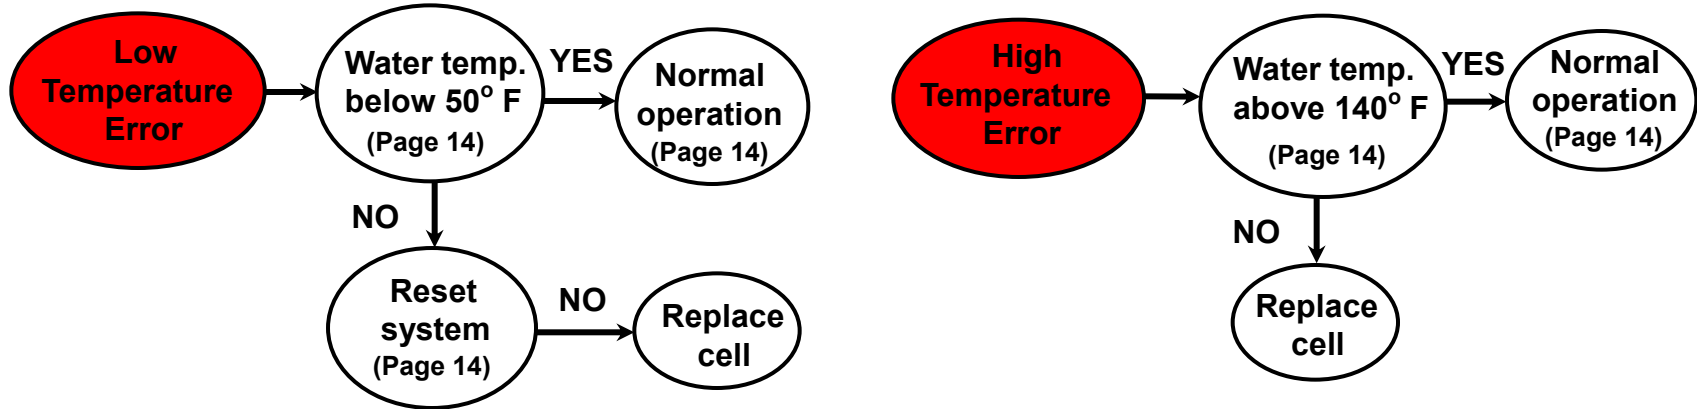 Low
Temperature
Error
Water temp.
below 50° F
(Page 14)
YES
Normal
operation
(Page 14)
NO
Reset
system
(Page 14)
NO
Replace
cell
High
Temperature
Error
Water temp.
above 140° F
(Page 14)
YES
Normal
operation
(Page 14)
NO
Replace
cell